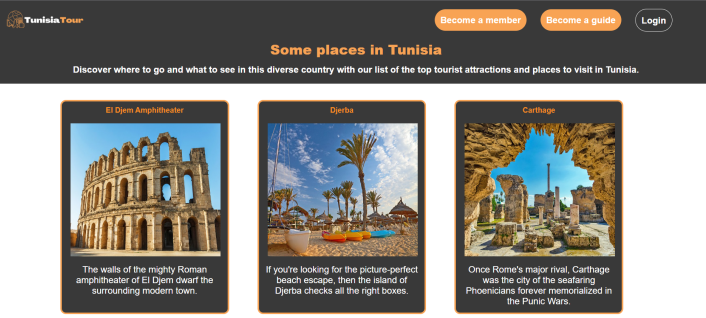 TunisiaTour
Become a member
Become a guide
Login
Some places in Tunisia
Discover where to go and what to see in this diverse country with our list of the top tourist attractions and places to visit in Tunisia.
El Djem Amphitheater
The walls of the mighty Roman
amphitheater of El Djem dwarf the
surrounding modern town.
Djerba
If you're looking for the picture-perfect
beach escape, then the island of
Djerba checks all the right boxes.
Carthage
Once Rome's major rival, Carthage
was the city of the seafaring
Phoenicians forever memorialized in
the Punic Wars.